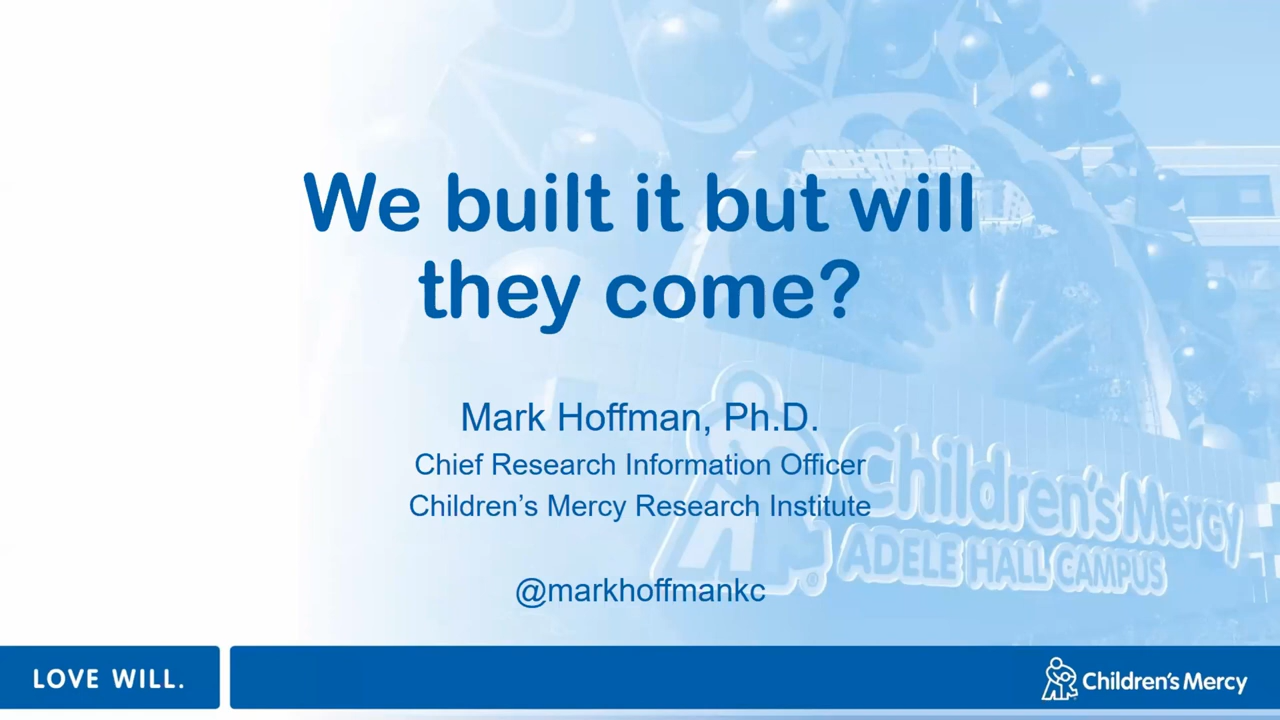 We built it but will
they come?
Mark Hoffman, Ph.D.
Chief Research Information Officer
Children's Mercy Research Institute
Children's Mercy
ADELE HALL CAMPUS
®
@markhoffmankc
LOVE WILL.
Children's Mercy